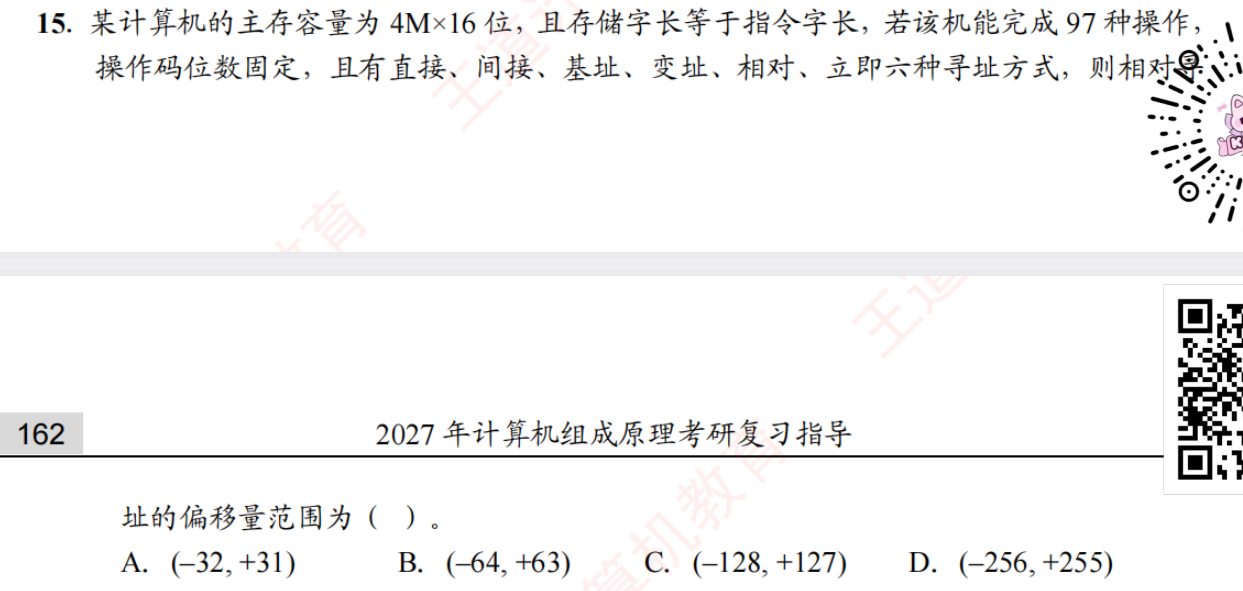 15. 某计算机的主存容量为 4M×16 位，且存储字长等于指令字长，若该机能完成 97 种操作，
操作码位数固定，且有直接、间接、基址、变址、相对、立即六种寻址方式，则相对寻
162
2027 年计算机组成原理考研复习指导
址的偏移量范围为（ ）。
A. (–32, +31) B. (–64, +63) C. (–128, +127) D. (–256, +255)